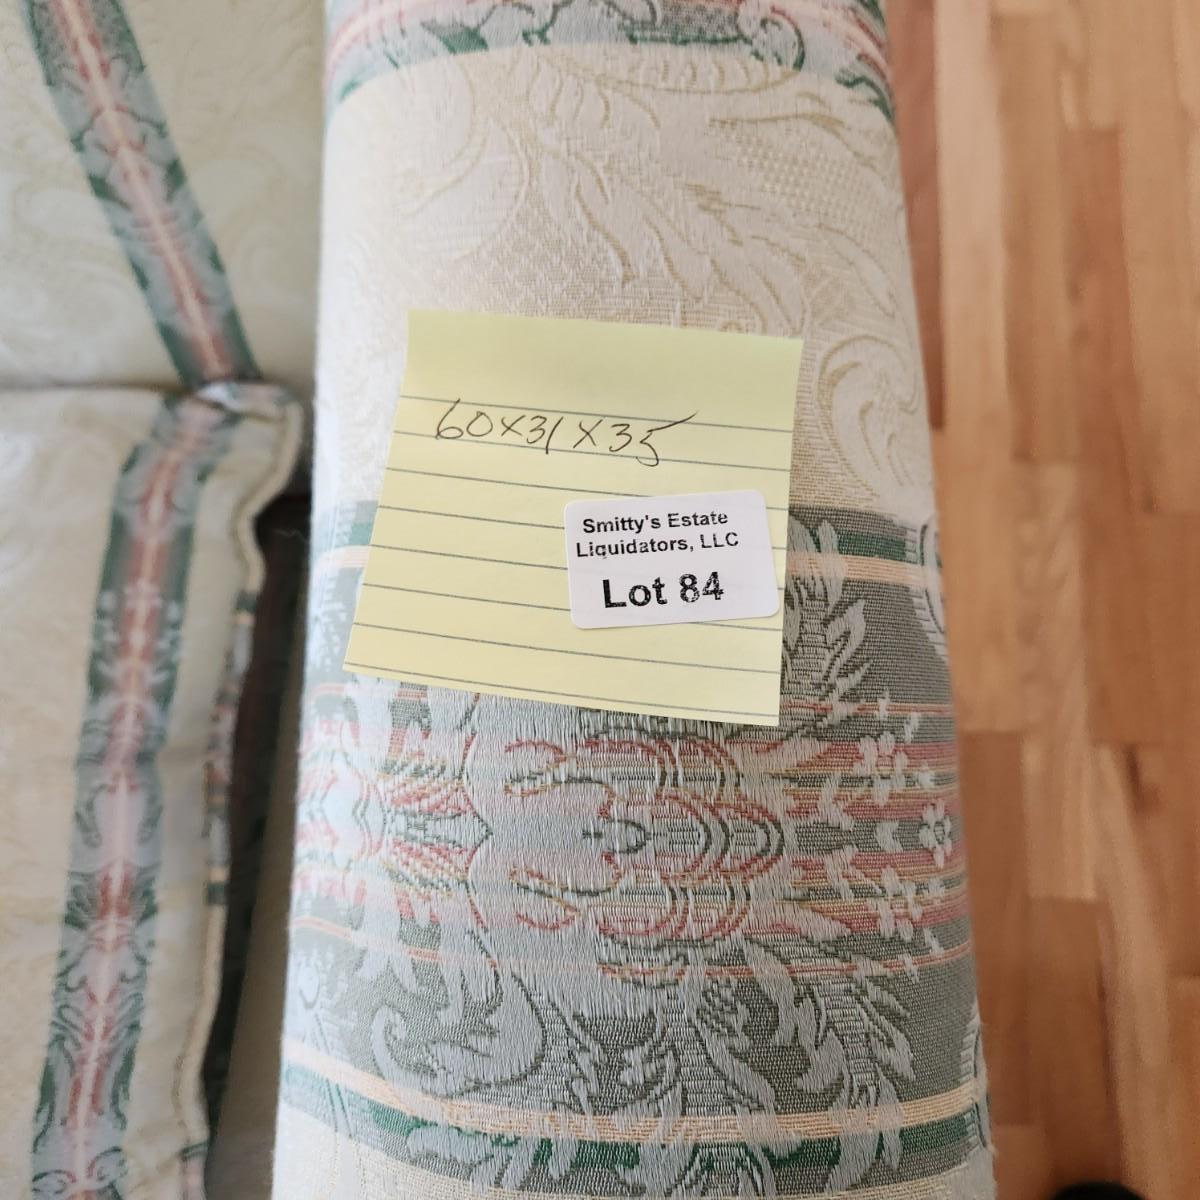 60x31x35
Smitty's Estate
Liquidators, LLC
Lot 84